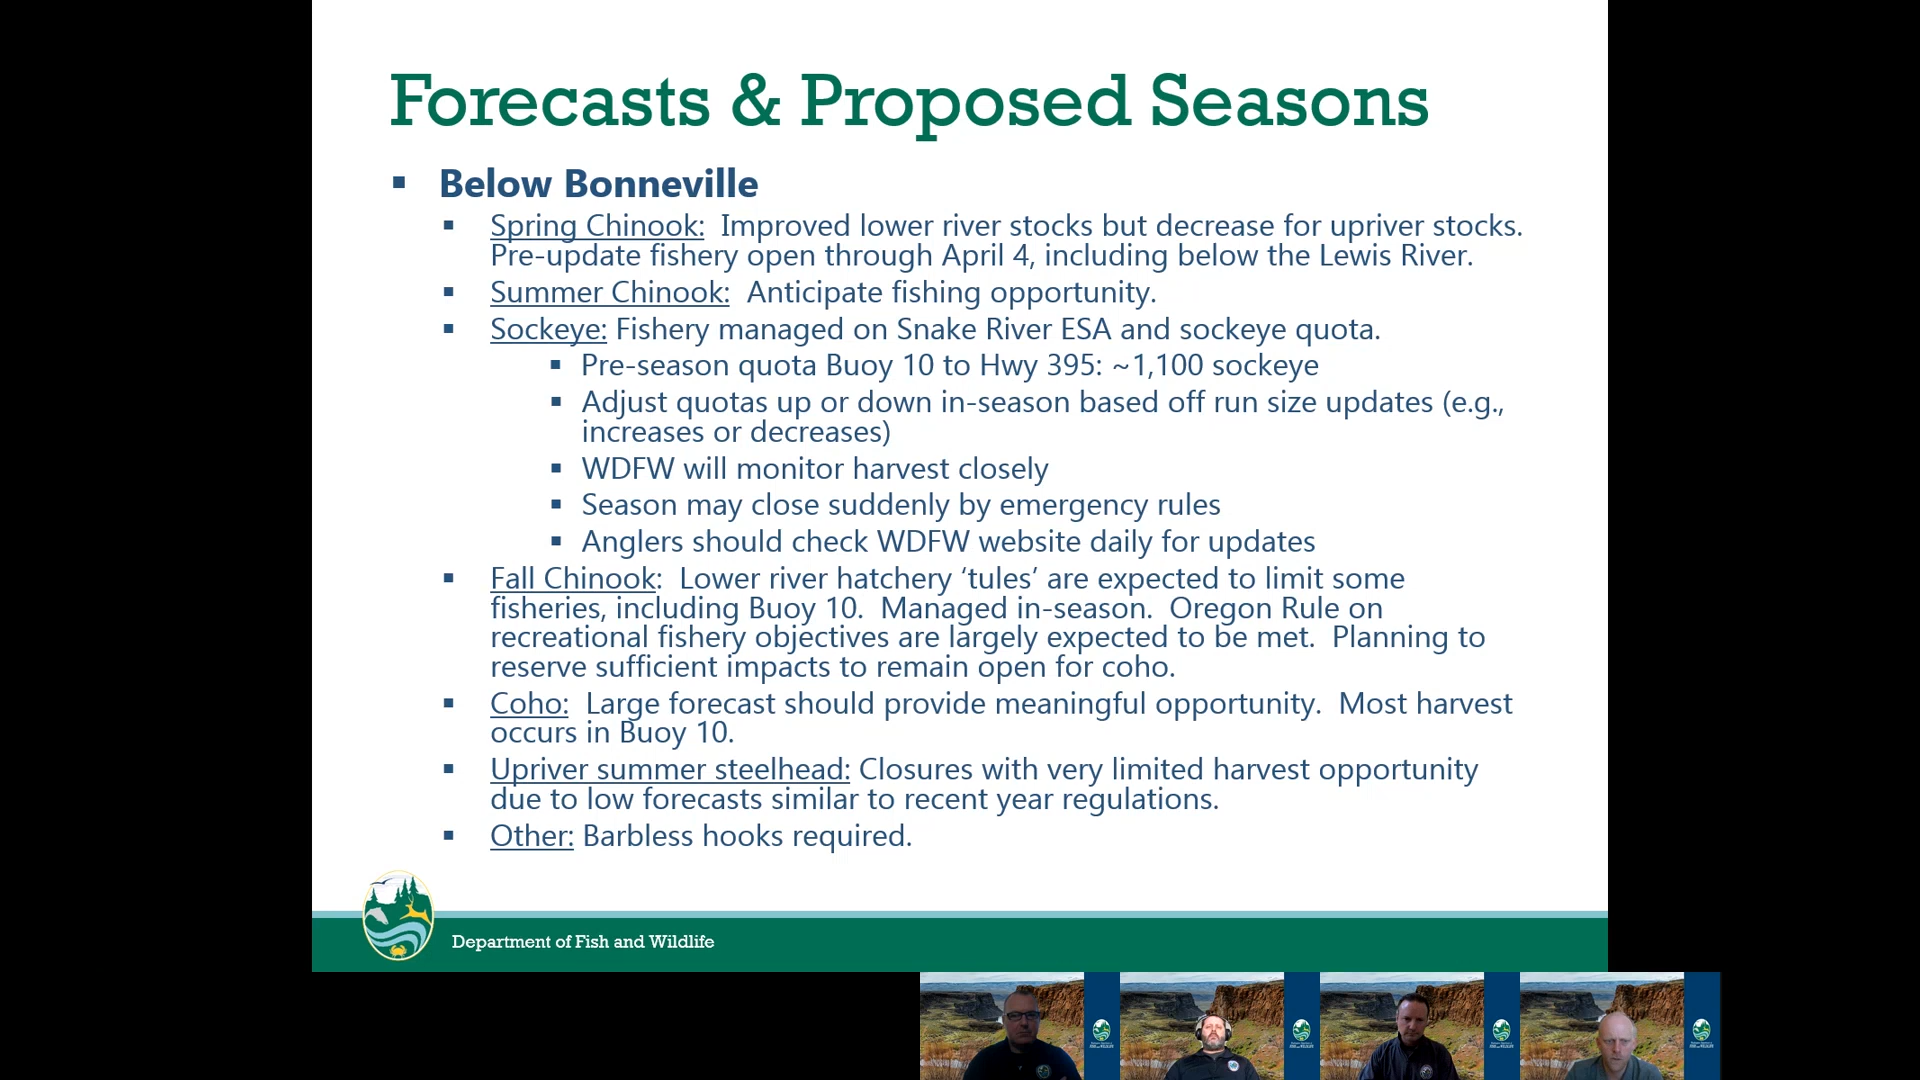 Forecasts & Proposed Seasons
Below Bonneville
Spring Chinook: Improved lower river stocks but decrease for upriver stocks.
Pre-update fishery open through April 4, including below the Lewis River.
Summer Chinook: Anticipate fishing opportunity.
Sockeye: Fishery managed on Snake River ESA and sockeye quota.
Pre-season quota Buoy 10 to Hwy 395: ~1,100 sockeye
Adjust quotas up or down in-season based off run size updates (e.g.,
increases or decreases)
WDFW will monitor harvest closely
Season may close suddenly by emergency rules
Anglers should check WDFW website daily for updates
Fall Chinook: Lower river hatchery ‘tules’ are expected to limit some
fisheries, including Buoy 10. Managed in-season. Oregon Rule on
recreational fishery objectives are largely expected to be met. Planning to
reserve sufficient impacts to remain open for coho.
Coho: Large forecast should provide meaningful opportunity. Most harvest
occurs in Buoy 10.
Upriver summer steelhead: Closures with very limited harvest opportunity
due to low forecasts similar to recent year regulations.
Other: Barbless hooks required.
Department of Fish and Wildlife